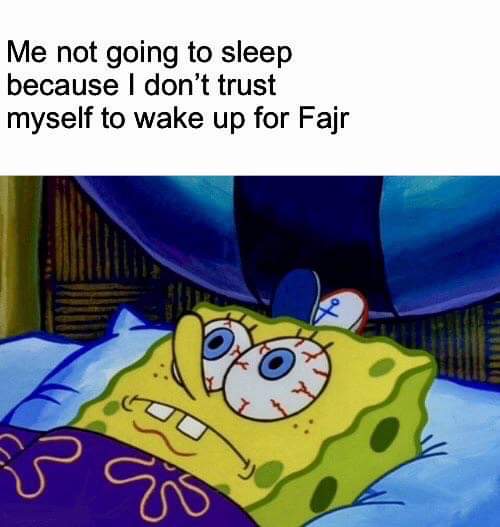 Me not going to sleep
because I don’t trust
myself to wake up for Fajr